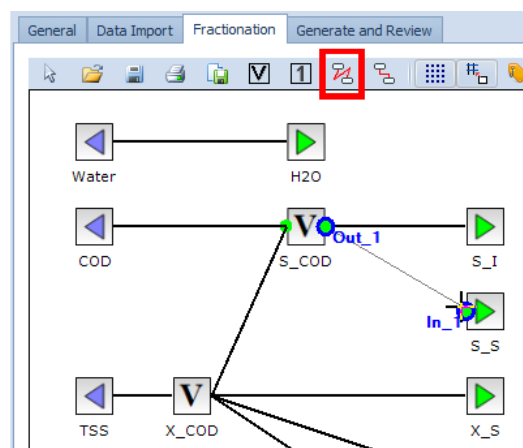 General Data Import Fractionation Generate and Review
V 1
Water H2O
V
Out_1
COD S_COD S_I
In_1
S_S
V
TSS X_COD X_S